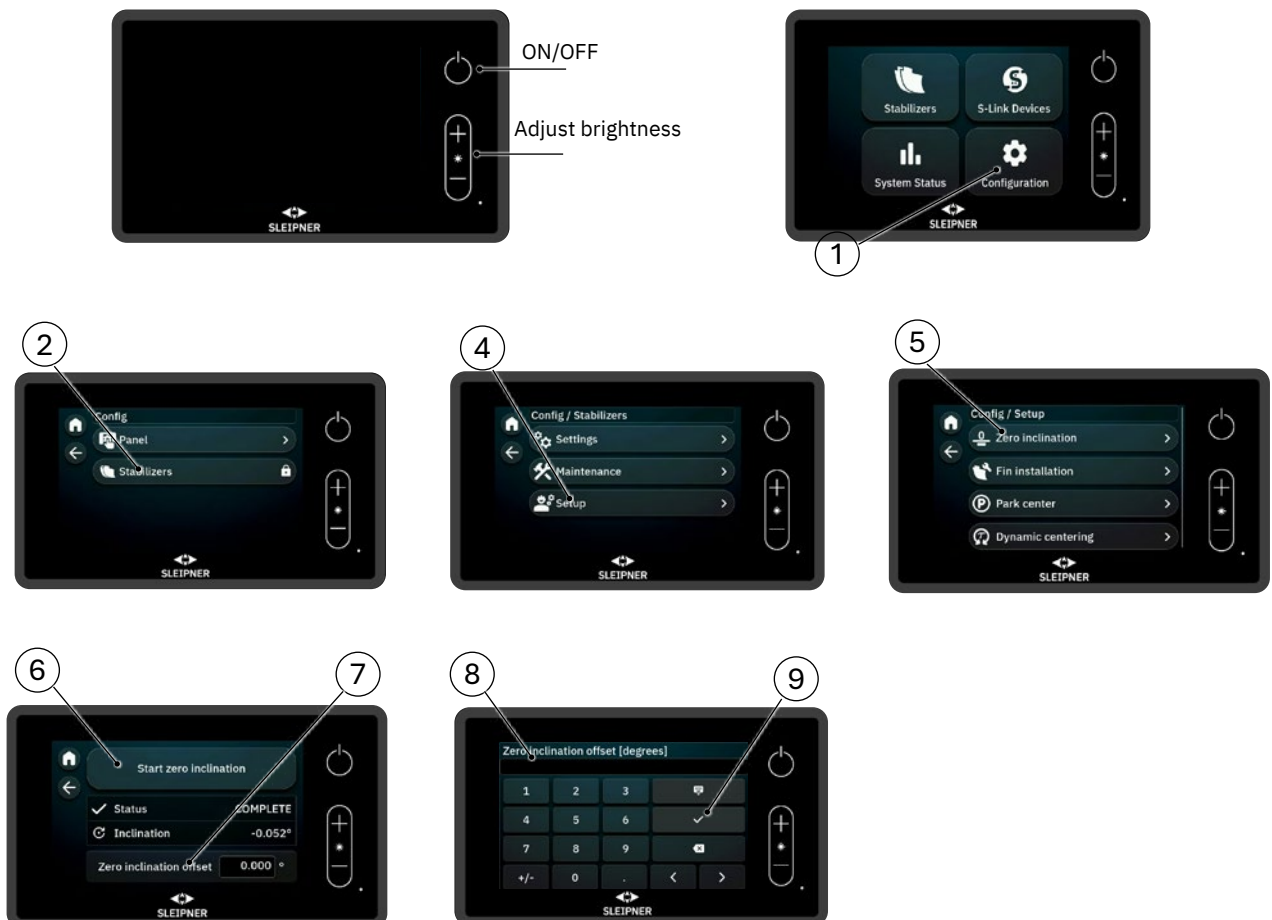 ON/OFF
Adjust brightness
SLEIPNER
Stabilizers
S-Link Devices
System Status
Configuration
SLEIPNER
1
2
Config
Panel
Stabilizers
SLEIPNER
4
Config / Stabilizers
Settings
Maintenance
Setup
SLEIPNER
5
Config / Setup
Zero inclination
Fin installation
Park center
Dynamic centering
SLEIPNER
6
7
Start zero inclination
Status COMPLETE
Inclination -0.052°
Zero inclination offset 0.000 °
SLEIPNER
8
9
Zero inclination offset [degrees]
1 2 3
4 5 6
7 8 9
+/- 0 . < >
SLEIPNER